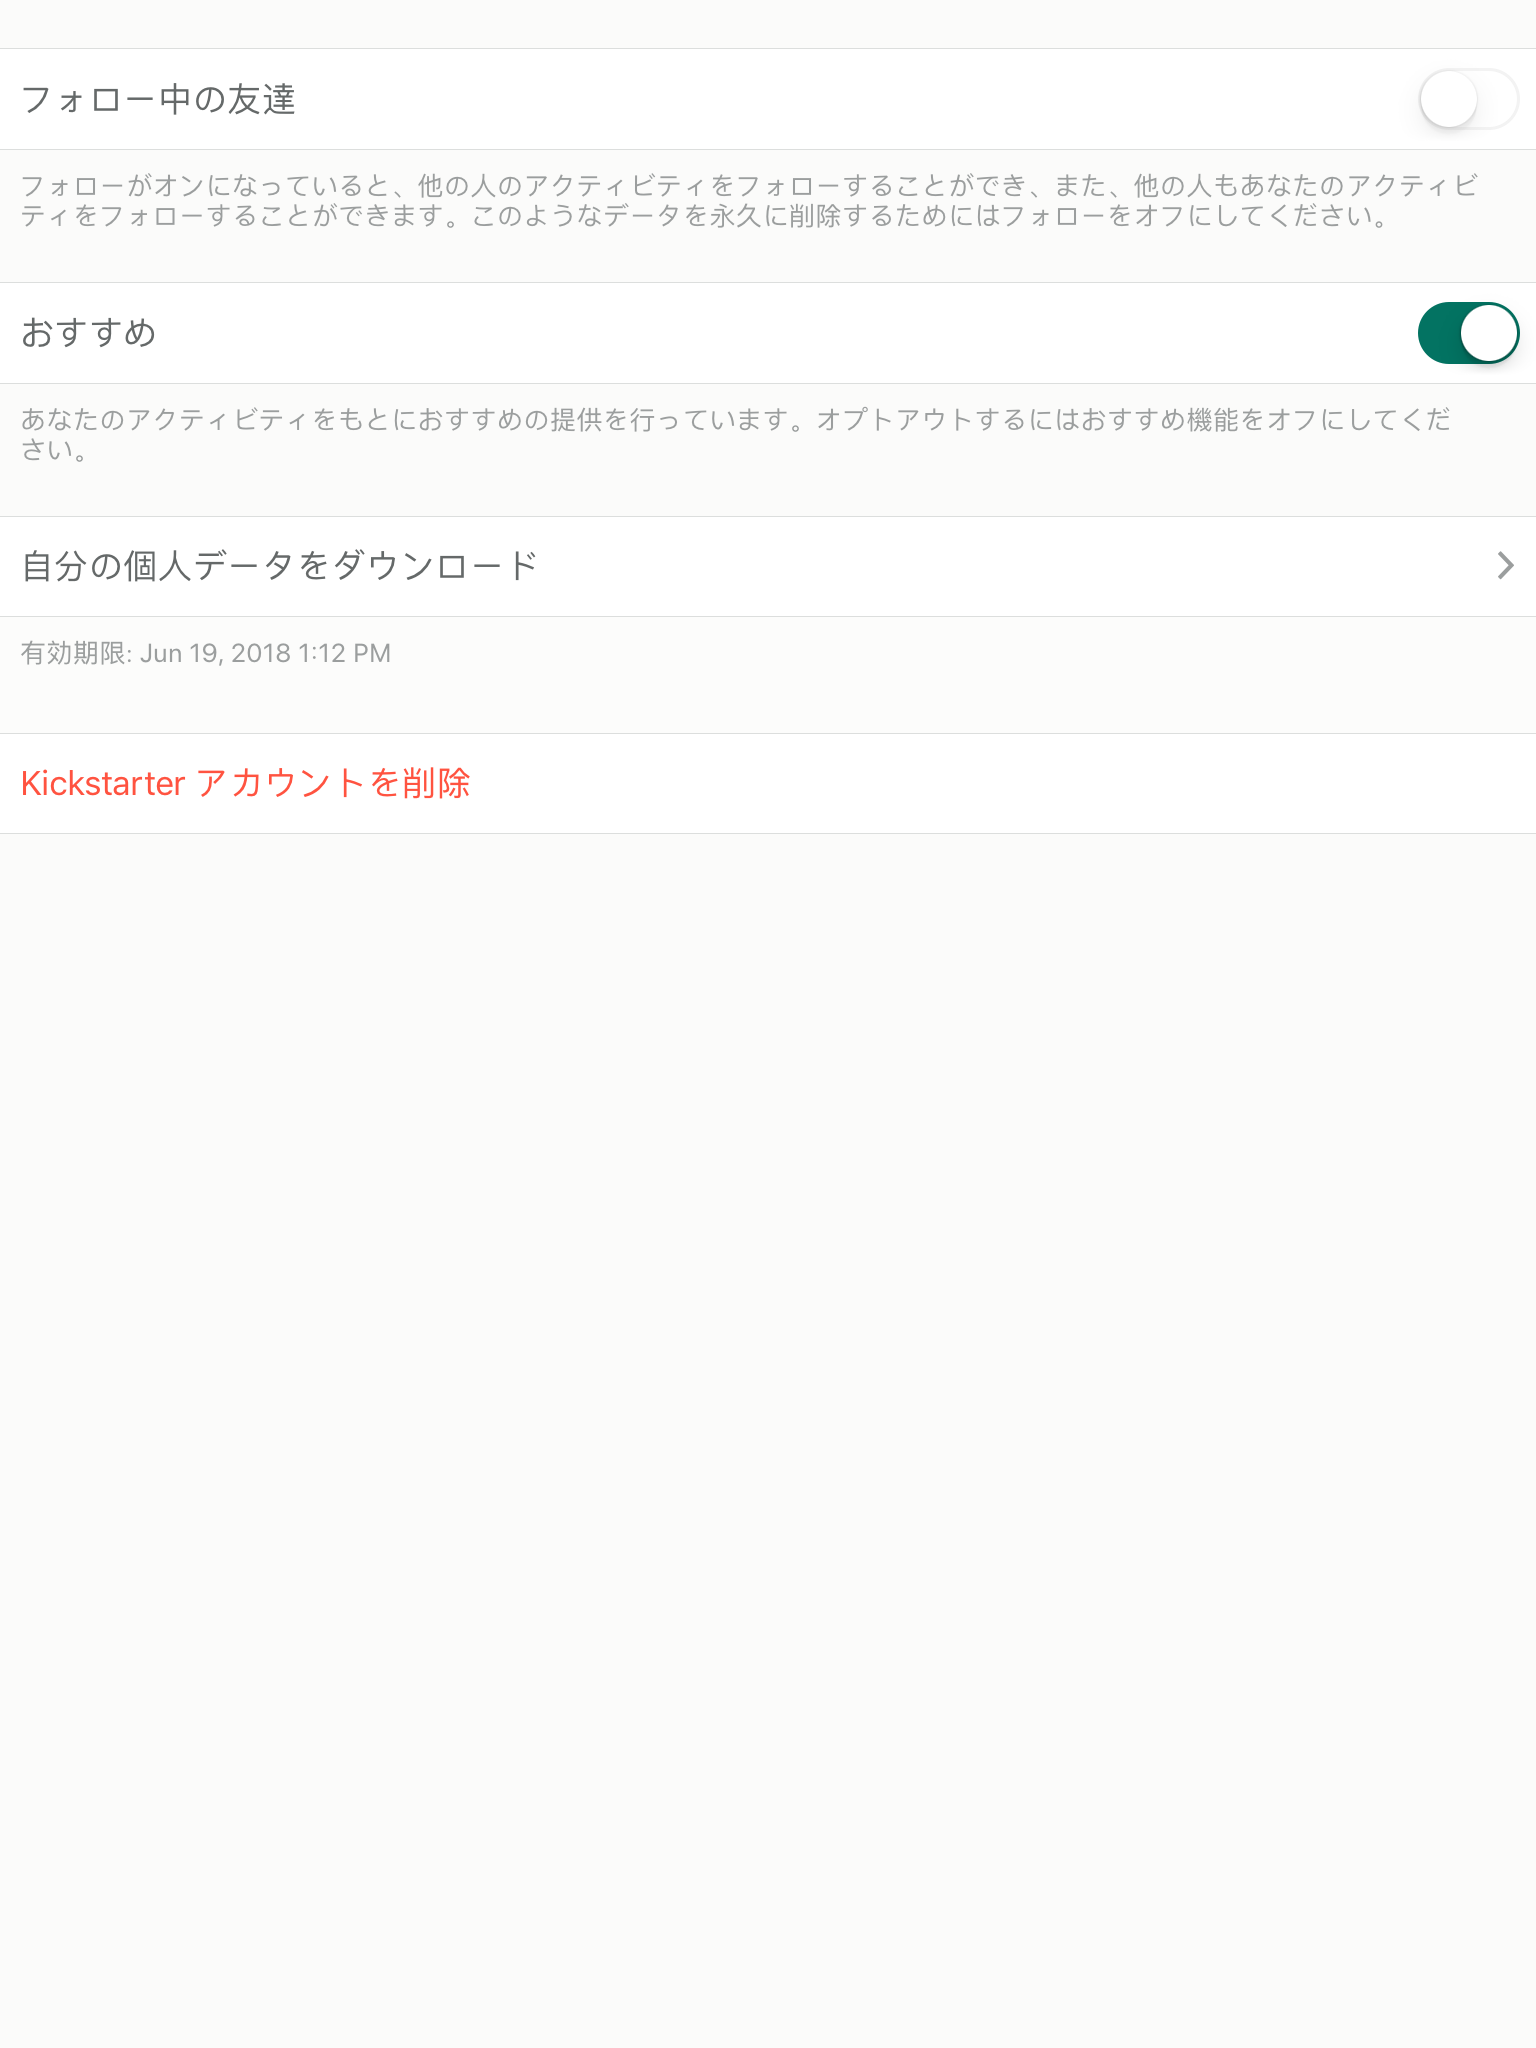 フォロー中の友達
フォローがオンになっていると、他の人のアクティビティをフォローすることができ、また、他の人もあなたのアクティビ
ティをフォローすることができます。このようなデータを永久に削除するためにはフォローをオフにしてください。
おすすめ
あなたのアクティビティをもとにおすすめの提供を行っています。オプトアウトするにはおすすめ機能をオフにしてくだ
さい。
自分の個人データをダウンロード
有効期限: Jun 19, 2018 1:12 PM
Kickstarter アカウントを削除